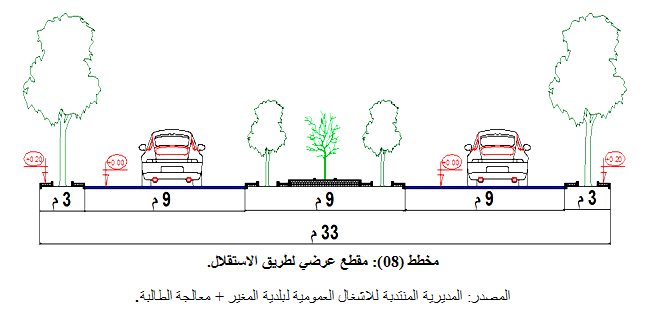 +0.20 +0.00 +0.00 +0.20
3 م 9 م 9 م 9 م 3 م
33 م
مخطط (08): مقطع عرضي لطريق الاستقلال.
المصدر: المديرية المنتدبة للاشغال العمومية لبلدية المغير + معالجة الطالبة.